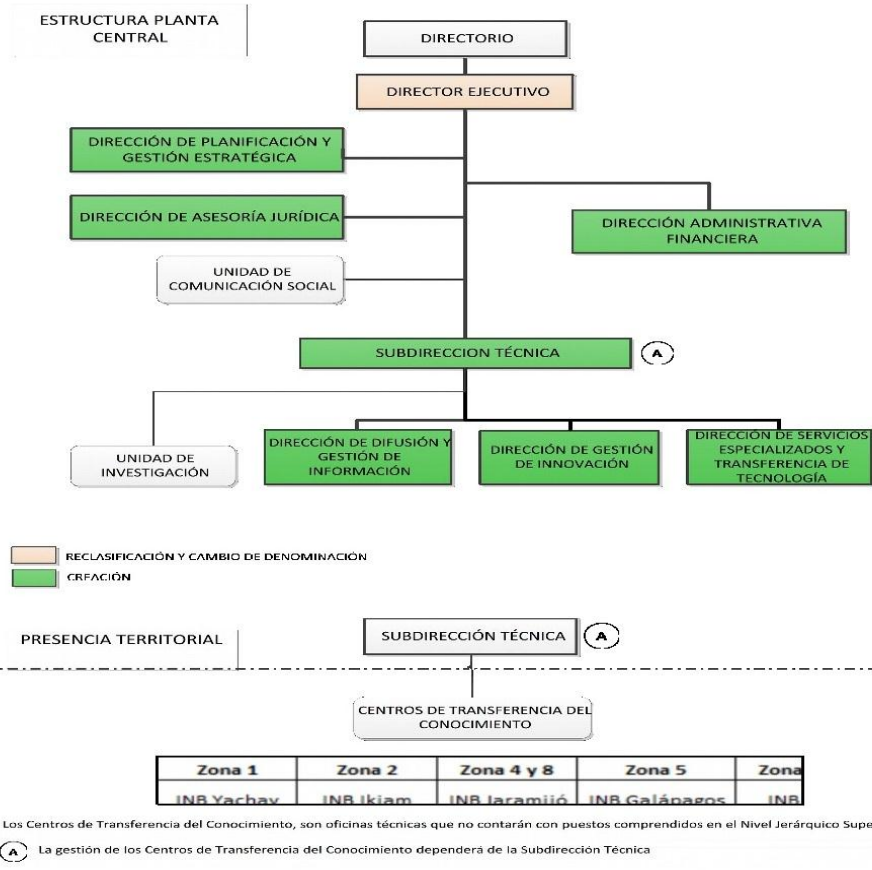 ESTRUCTURA PLANTA
CENTRAL
DIRECTORIO
DIRECTOR EJECUTIVO
DIRECCIÓN DE PLANIFICACIÓN Y
GESTIÓN ESTRATÉGICA
DIRECCIÓN DE ASESORÍA JURÍDICA
DIRECCIÓN ADMINISTRATIVA
FINANCIERA
UNIDAD DE
COMUNICACIÓN SOCIAL
SUBDIRECCION TÉCNICA
A
UNIDAD DE
INVESTIGACIÓN
DIRECCIÓN DE DIFUSIÓN Y
GESTIÓN DE
INFORMACIÓN
DIRECCIÓN DE GESTIÓN
DE INNOVACIÓN
DIRECCIÓN DE SERVICIOS
ESPECIALIZADOS Y
TRANSFERENCIA DE
TECNOLOGÍA
RECLASIFICACIÓN Y CAMBIO DE DENOMINACIÓN
CREACIÓN
PRESENCIA TERRITORIAL
SUBDIRECCIÓN TÉCNICA
A
CENTROS DE TRANSFERENCIA DEL
CONOCIMIENTO
Zona 1 Zona 2 Zona 4 y 8 Zona 5 Zona
INB Yachay INB Ikiam INB Jaramijó INB Galápagos INB
Los Centros de Transferencia del Conocimiento, son oficinas técnicas que no contarán con puestos comprendidos en el Nivel Jerárquico Supe
A La gestión de los Centros de Transferencia del Conocimiento dependerá de la Subdirección Técnica